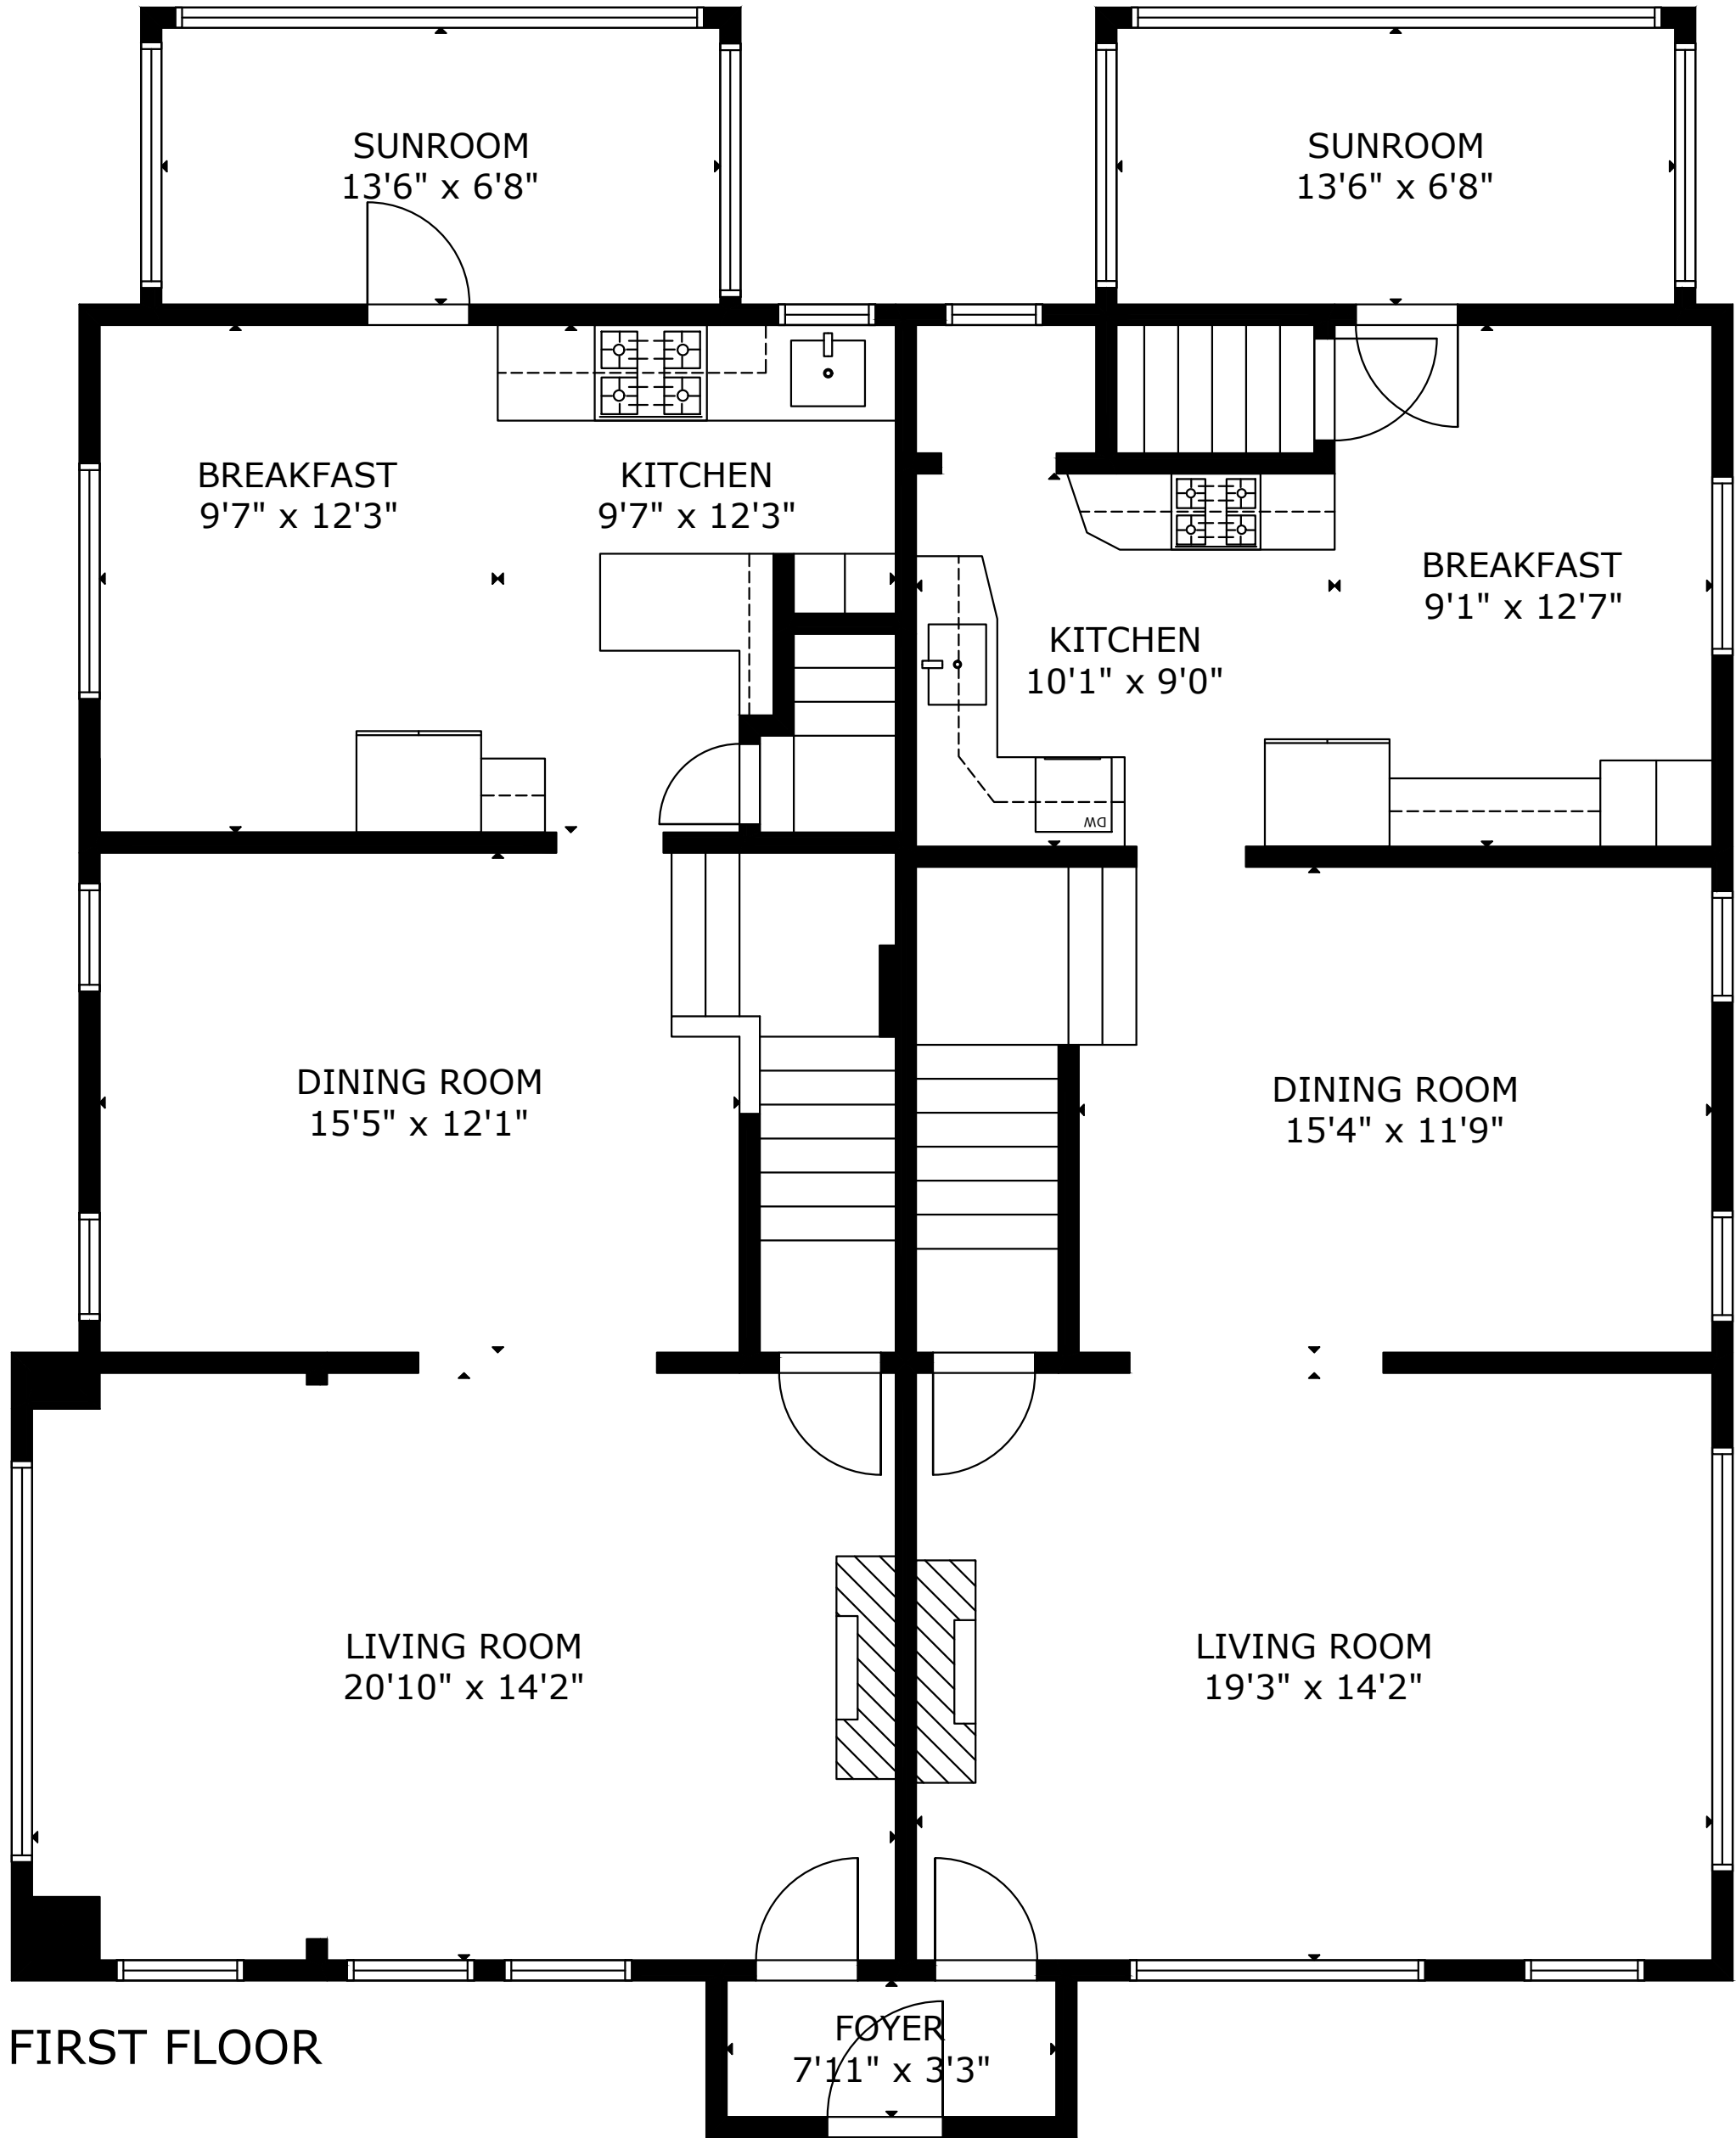 SUNROOM
13'6" x 6'8"
SUNROOM
13'6" x 6'8"
BREAKFAST
9'7" x 12'3"
KITCHEN
9'7" x 12'3"
BREAKFAST
9'1" x 12'7"
KITCHEN
10'1" x 9'0"
DW
DINING ROOM
15'5" x 12'1"
DINING ROOM
15'4" x 11'9"
LIVING ROOM
20'10" x 14'2"
LIVING ROOM
19'3" x 14'2"
FOYER
7'11" x 3'3"
FIRST FLOOR